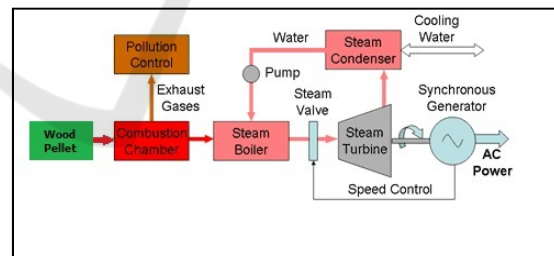 Pollution
Control
Exhaust
Gases
Wood
Pellet
Combustion
Chamber
Water
Pump
Steam
Boiler
Steam
Condenser
Cooling
Water
Steam
Valve
Steam
Turbine
Synchronous
Generator
AC
Power
Speed Control